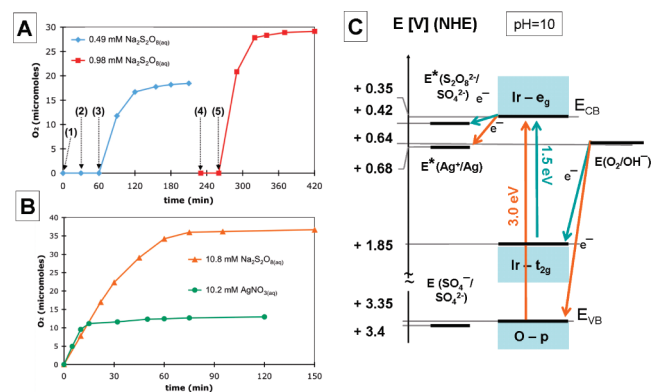 A
0.49 mM Na₂S₂O₈(aq)
0.98 mM Na₂S₂O₈(aq)
(1)
(2)
(3)
(4)
(5)
O₂ (micromoles)
30
25
20
15
10
5
0
0 60 120 180 240 300 360 420
time (min)
B
10.8 mM Na₂S₂O₈(aq)
10.2 mM AgNO₃(aq)
O₂ (micromoles)
40
35
30
25
20
15
10
5
0
0 30 60 90 120 150
time (min)
C
E [V] (NHE)
pH=10
E*(S₂O₈²⁻/
SO₄²⁻)
e⁻
Ir – e_g
E_CB
+ 0.35
+ 0.42
e⁻
+ 0.64
+ 0.68
E*(Ag⁺/Ag)
E(O₂/OH⁻)
1.5 eV
3.0 eV
e⁻
e⁻
+ 1.85
Ir – t₂g
E (SO₄⁻/
SO₄²⁻)
+ 3.35
+ 3.4
E_VB
O – p